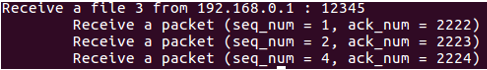 Receive a file 3 from 192.168.0.1 : 12345
Receive a packet (seq_num = 1, ack_num = 2222)
Receive a packet (seq_num = 2, ack_num = 2223)
Receive a packet (seq_num = 4, ack_num = 2224)